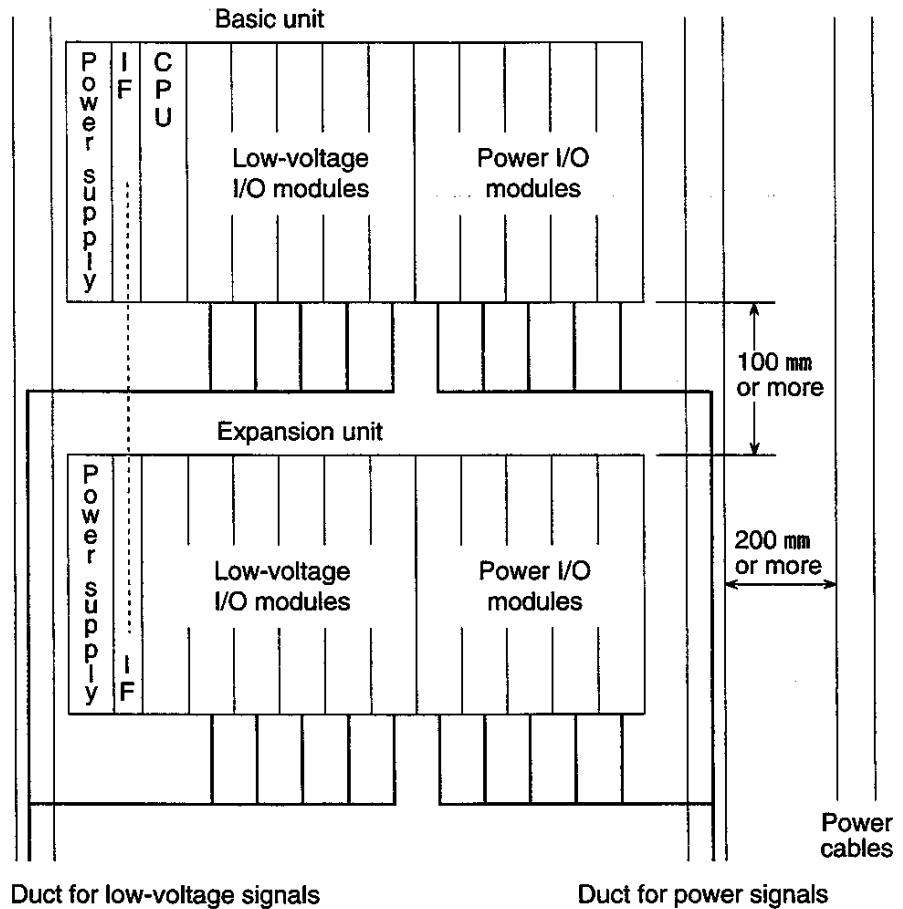 Basic unit
Power supply
IF
CPU
Low-voltage
I/O modules
Power I/O
modules
100 mm
or more
Expansion unit
Power supply
IF
Low-voltage
I/O modules
Power I/O
modules
200 mm
or more
Power
cables
Duct for low-voltage signals
Duct for power signals